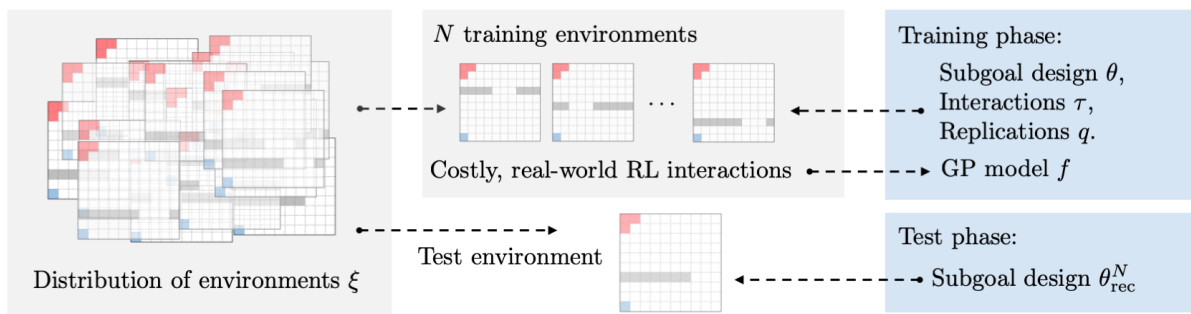 Distribution of environments ξ
N training environments
...
Costly, real-world RL interactions
Test environment
Training phase:
Subgoal design θ,
Interactions τ,
Replications q.
GP model f
Test phase:
Subgoal design θ_rec^N